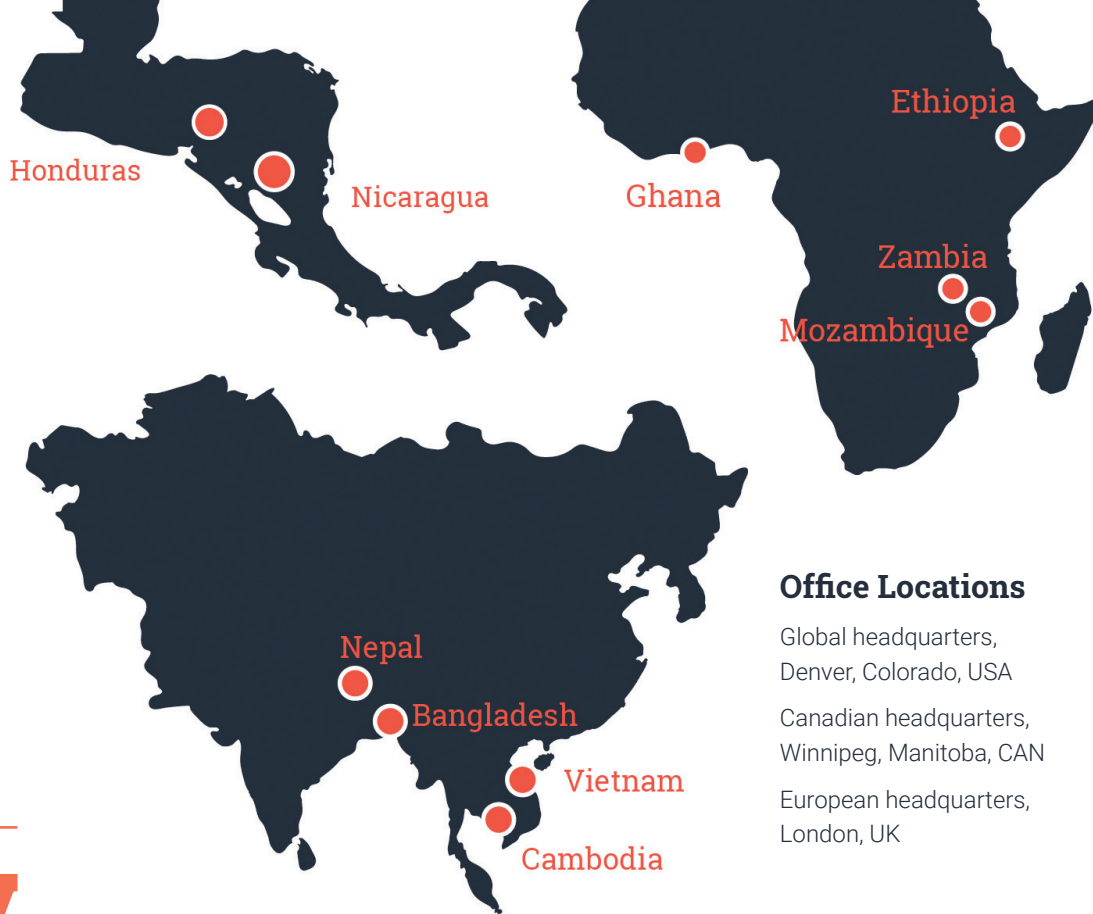 Honduras
Nicaragua
Ethiopia
Ghana
Zambia
Mozambique
Nepal
Bangladesh
Vietnam
Cambodia
Office Locations
Global headquarters,
Denver, Colorado, USA
Canadian headquarters,
Winnipeg, Manitoba, CAN
European headquarters,
London, UK